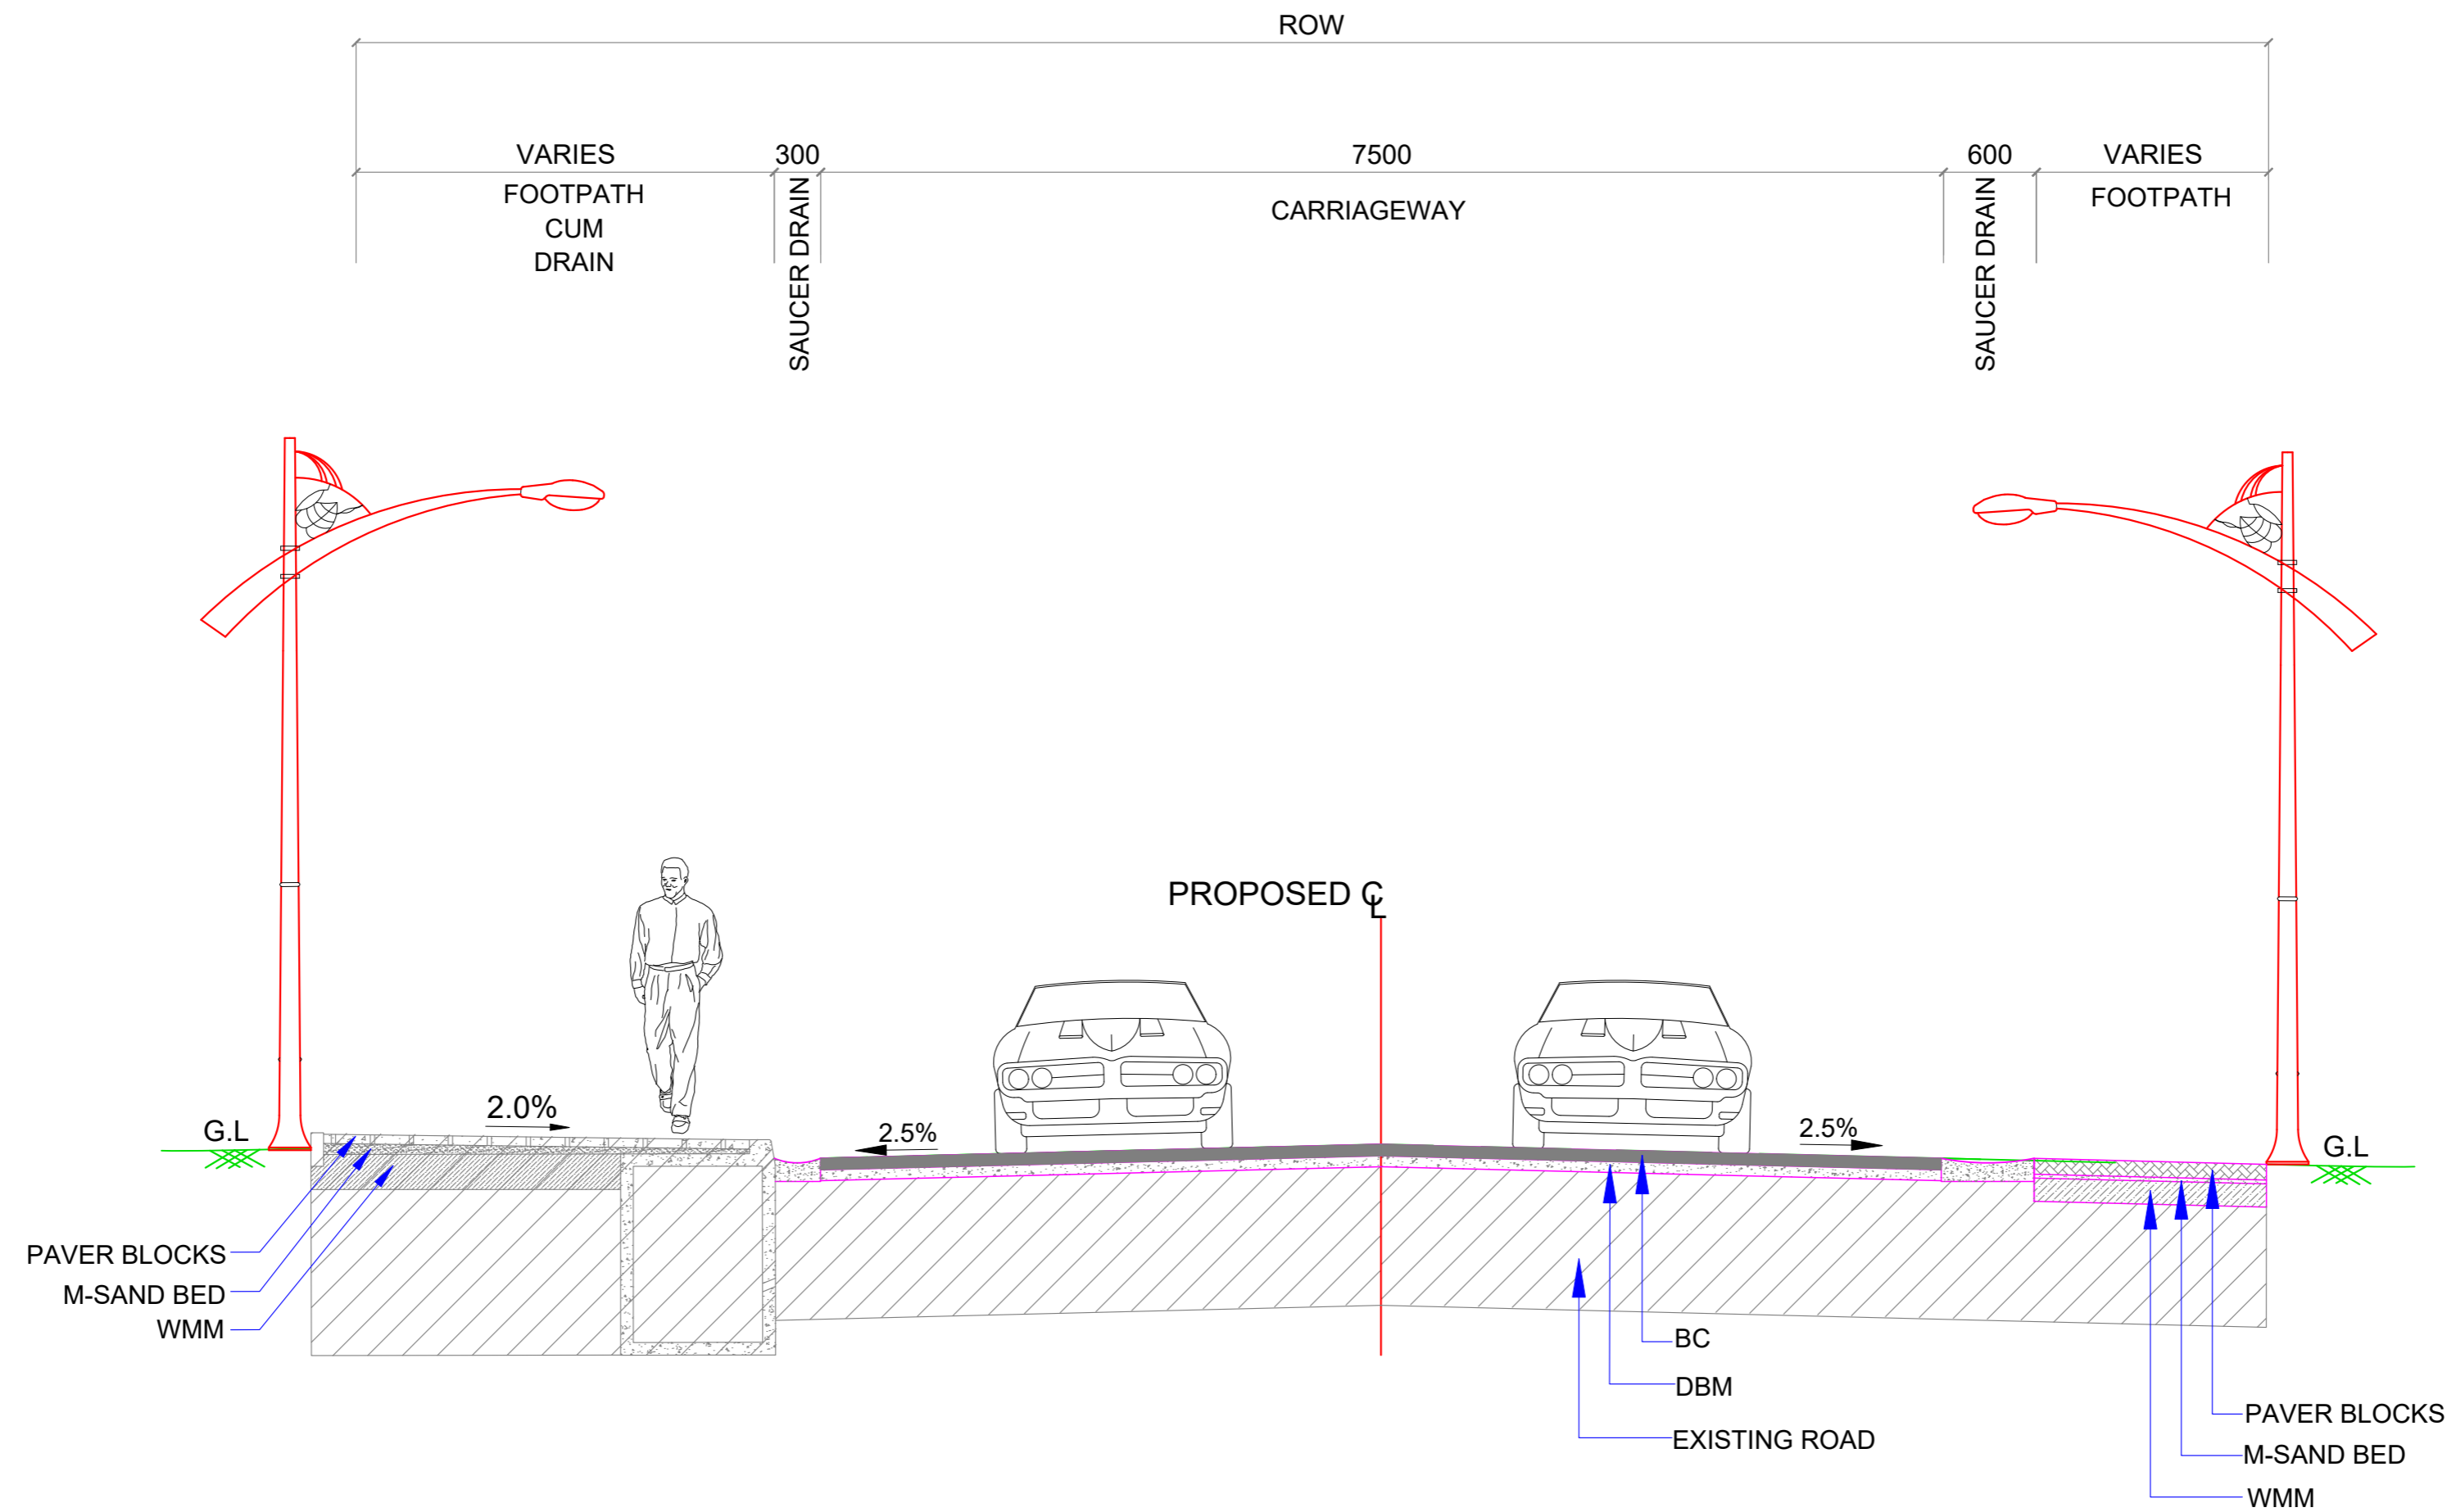 ROW
VARIES
300
7500
600
VARIES
FOOTPATH
CUM
DRAIN
SAUCER DRAIN
CARRIAGEWAY
SAUCER DRAIN
FOOTPATH
PROPOSED CL
2.0%
2.5%
2.5%
G.L
G.L
PAVER BLOCKS
M-SAND BED
WMM
BC
DBM
EXISTING ROAD
PAVER BLOCKS
M-SAND BED
WMM